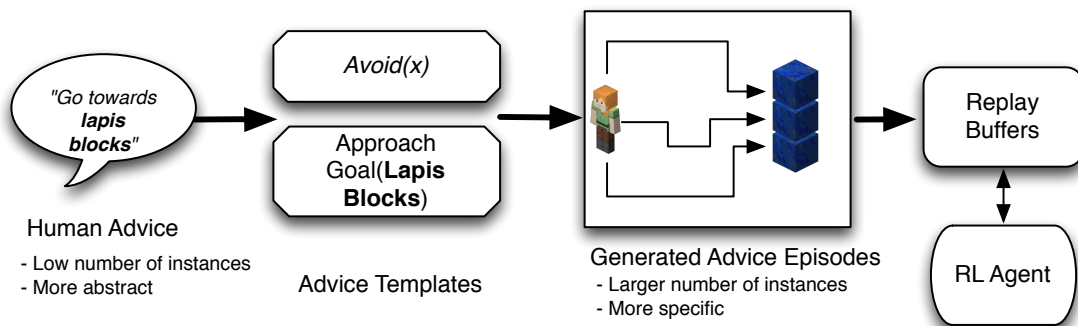 "Go towards
lapis
blocks"
Human Advice
- Low number of instances
- More abstract
Avoid(x)
Approach
Goal(Lapis
Blocks)
Advice Templates
Generated Advice Episodes
- Larger number of instances
- More specific
Replay
Buffers
RL Agent